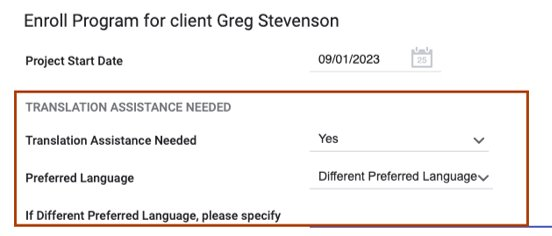 Enroll Program for client Greg Stevenson
Project Start Date 09/01/2023 25
TRANSLATION ASSISTANCE NEEDED
Translation Assistance Needed Yes
Preferred Language Different Preferred Language
If Different Preferred Language, please specify